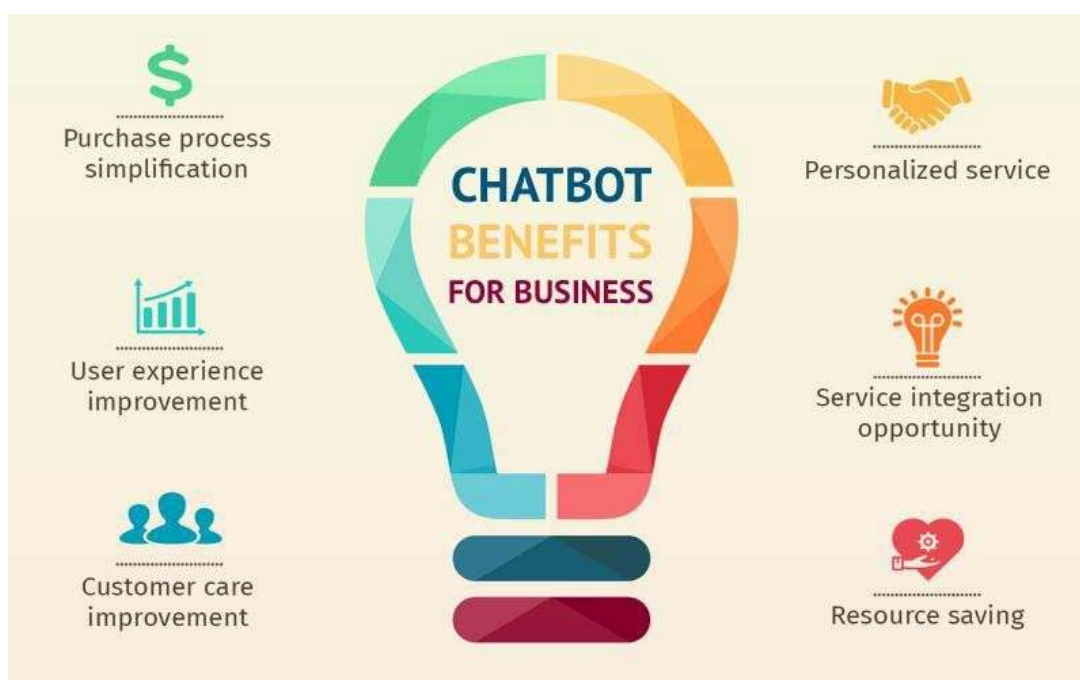 CHATBOT
BENEFITS
FOR BUSINESS
Purchase process
simplification
User experience
improvement
Customer care
improvement
Personalized service
Service integration
opportunity
Resource saving